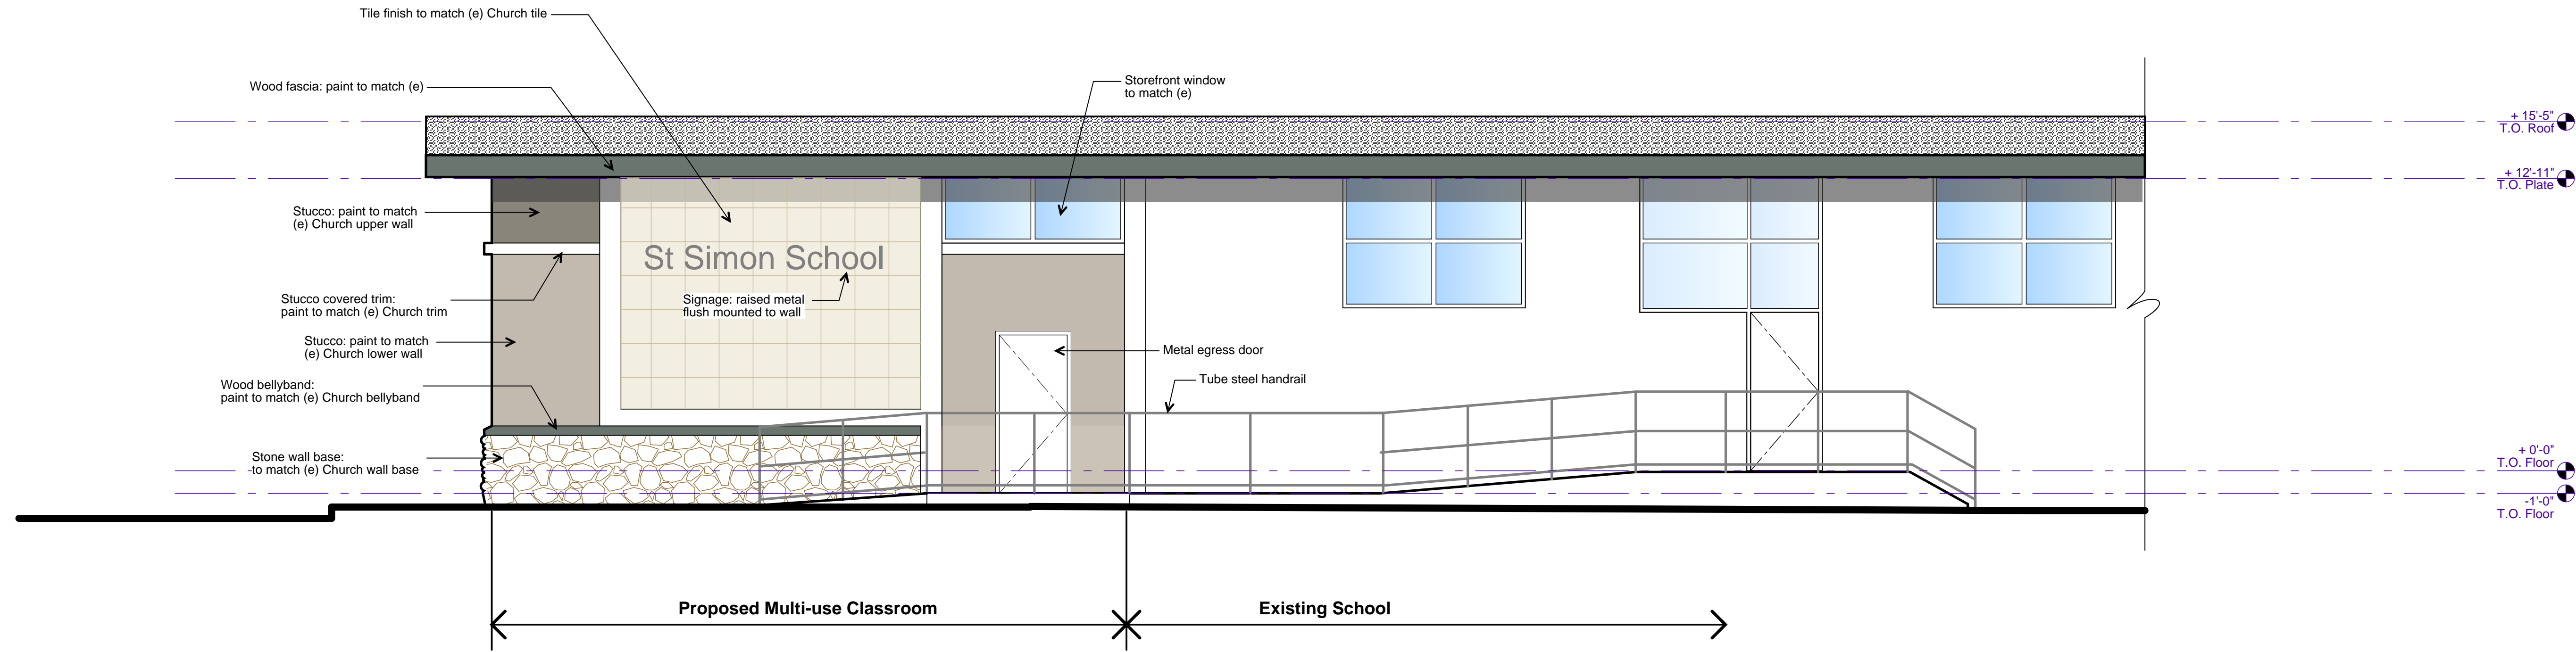 Tile finish to match (e) Church tile
Wood fascia: paint to match (e)
Storefront window
to match (e)
+ 15'-5"
T.O. Roof
+ 12'-11"
T.O. Plate
Stucco: paint to match
(e) Church upper wall
St Simon School
Stucco covered trim:
paint to match (e) Church trim
Signage: raised metal
flush mounted to wall
Stucco: paint to match
(e) Church lower wall
Metal egress door
Tube steel handrail
Wood bellyband:
paint to match (e) Church bellyband
Stone wall base:
to match (e) Church wall base
+ 0'-0"
T.O. Floor
-1'-0"
T.O. Floor
Proposed Multi-use Classroom
Existing School